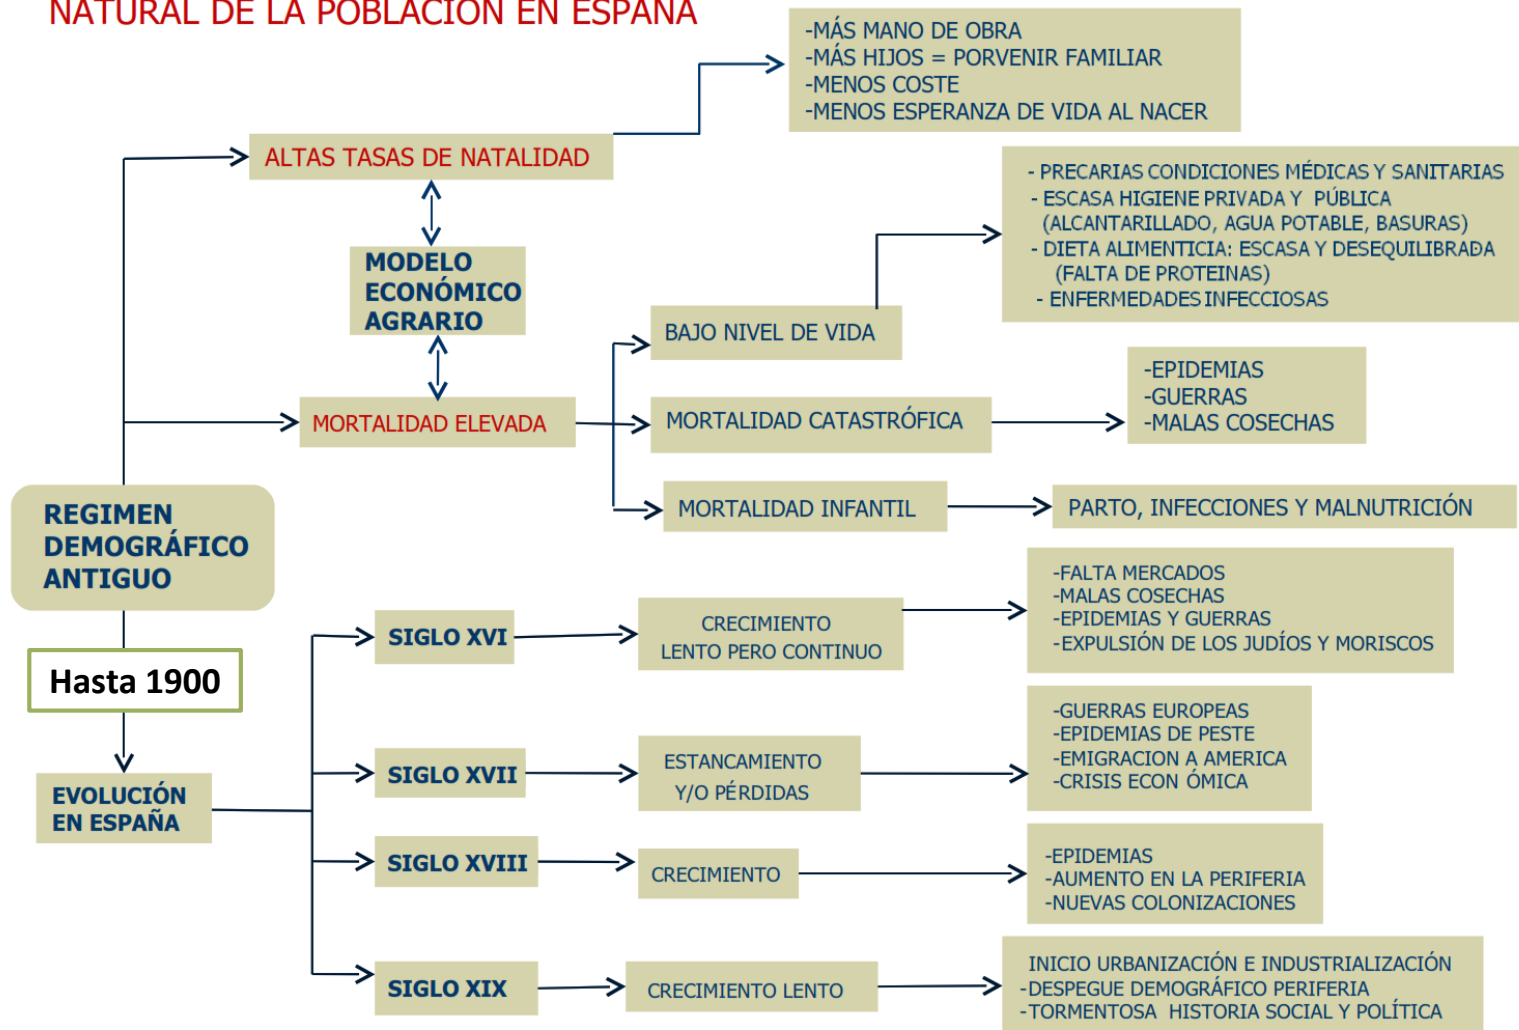 NATURAL DE LA POBLACIÓN EN ESPAÑA
-MÁS MANO DE OBRA
-MÁS HIJOS = PORVENIR FAMILIAR
-MENOS COSTE
-MENOS ESPERANZA DE VIDA AL NACER
ALTAS TASAS DE NATALIDAD
MODELO
ECONÓMICO
AGRARIO
- PRECARIAS CONDICIONES MÉDICAS Y SANITARIAS
- ESCASA HIGIENE PRIVADA Y PÚBLICA
(ALCANTARILLADO, AGUA POTABLE, BASURAS)
- DIETA ALIMENTICIA: ESCASA Y DESEQUILIBRADA
(FALTA DE PROTEINAS)
- ENFERMEDADES INFECCIOSAS
BAJO NIVEL DE VIDA
MORTALIDAD ELEVADA
MORTALIDAD CATASTRÓFICA
-EPIDEMIAS
-GUERRAS
-MALAS COSECHAS
MORTALIDAD INFANTIL
PARTO, INFECCIONES Y MALNUTRICIÓN
REGIMEN
DEMOGRÁFICO
ANTIGUO
Hasta 1900
EVOLUCIÓN
EN ESPAÑA
SIGLO XVI
CRECIMIENTO
LENTO PERO CONTINUO
-FALTA MERCADOS
-MALAS COSECHAS
-EPIDEMIAS Y GUERRAS
-EXPULSIÓN DE LOS JUDÍOS Y MORISCOS
SIGLO XVII
ESTANCAMIENTO
Y/O PÉRDIDAS
-GUERRAS EUROPEAS
-EPIDEMIAS DE PESTE
-EMIGRACION A AMERICA
-CRISIS ECON ÓMICA
SIGLO XVIII
CRECIMIENTO
-EPIDEMIAS
-AUMENTO EN LA PERIFERIA
-NUEVAS COLONIZACIONES
SIGLO XIX
CRECIMIENTO LENTO
INICIO URBANIZACIÓN E INDUSTRIALIZACIÓN
-DESPEGUE DEMOGRÁFICO PERIFERIA
-TORMENTOSA HISTORIA SOCIAL Y POLÍTICA